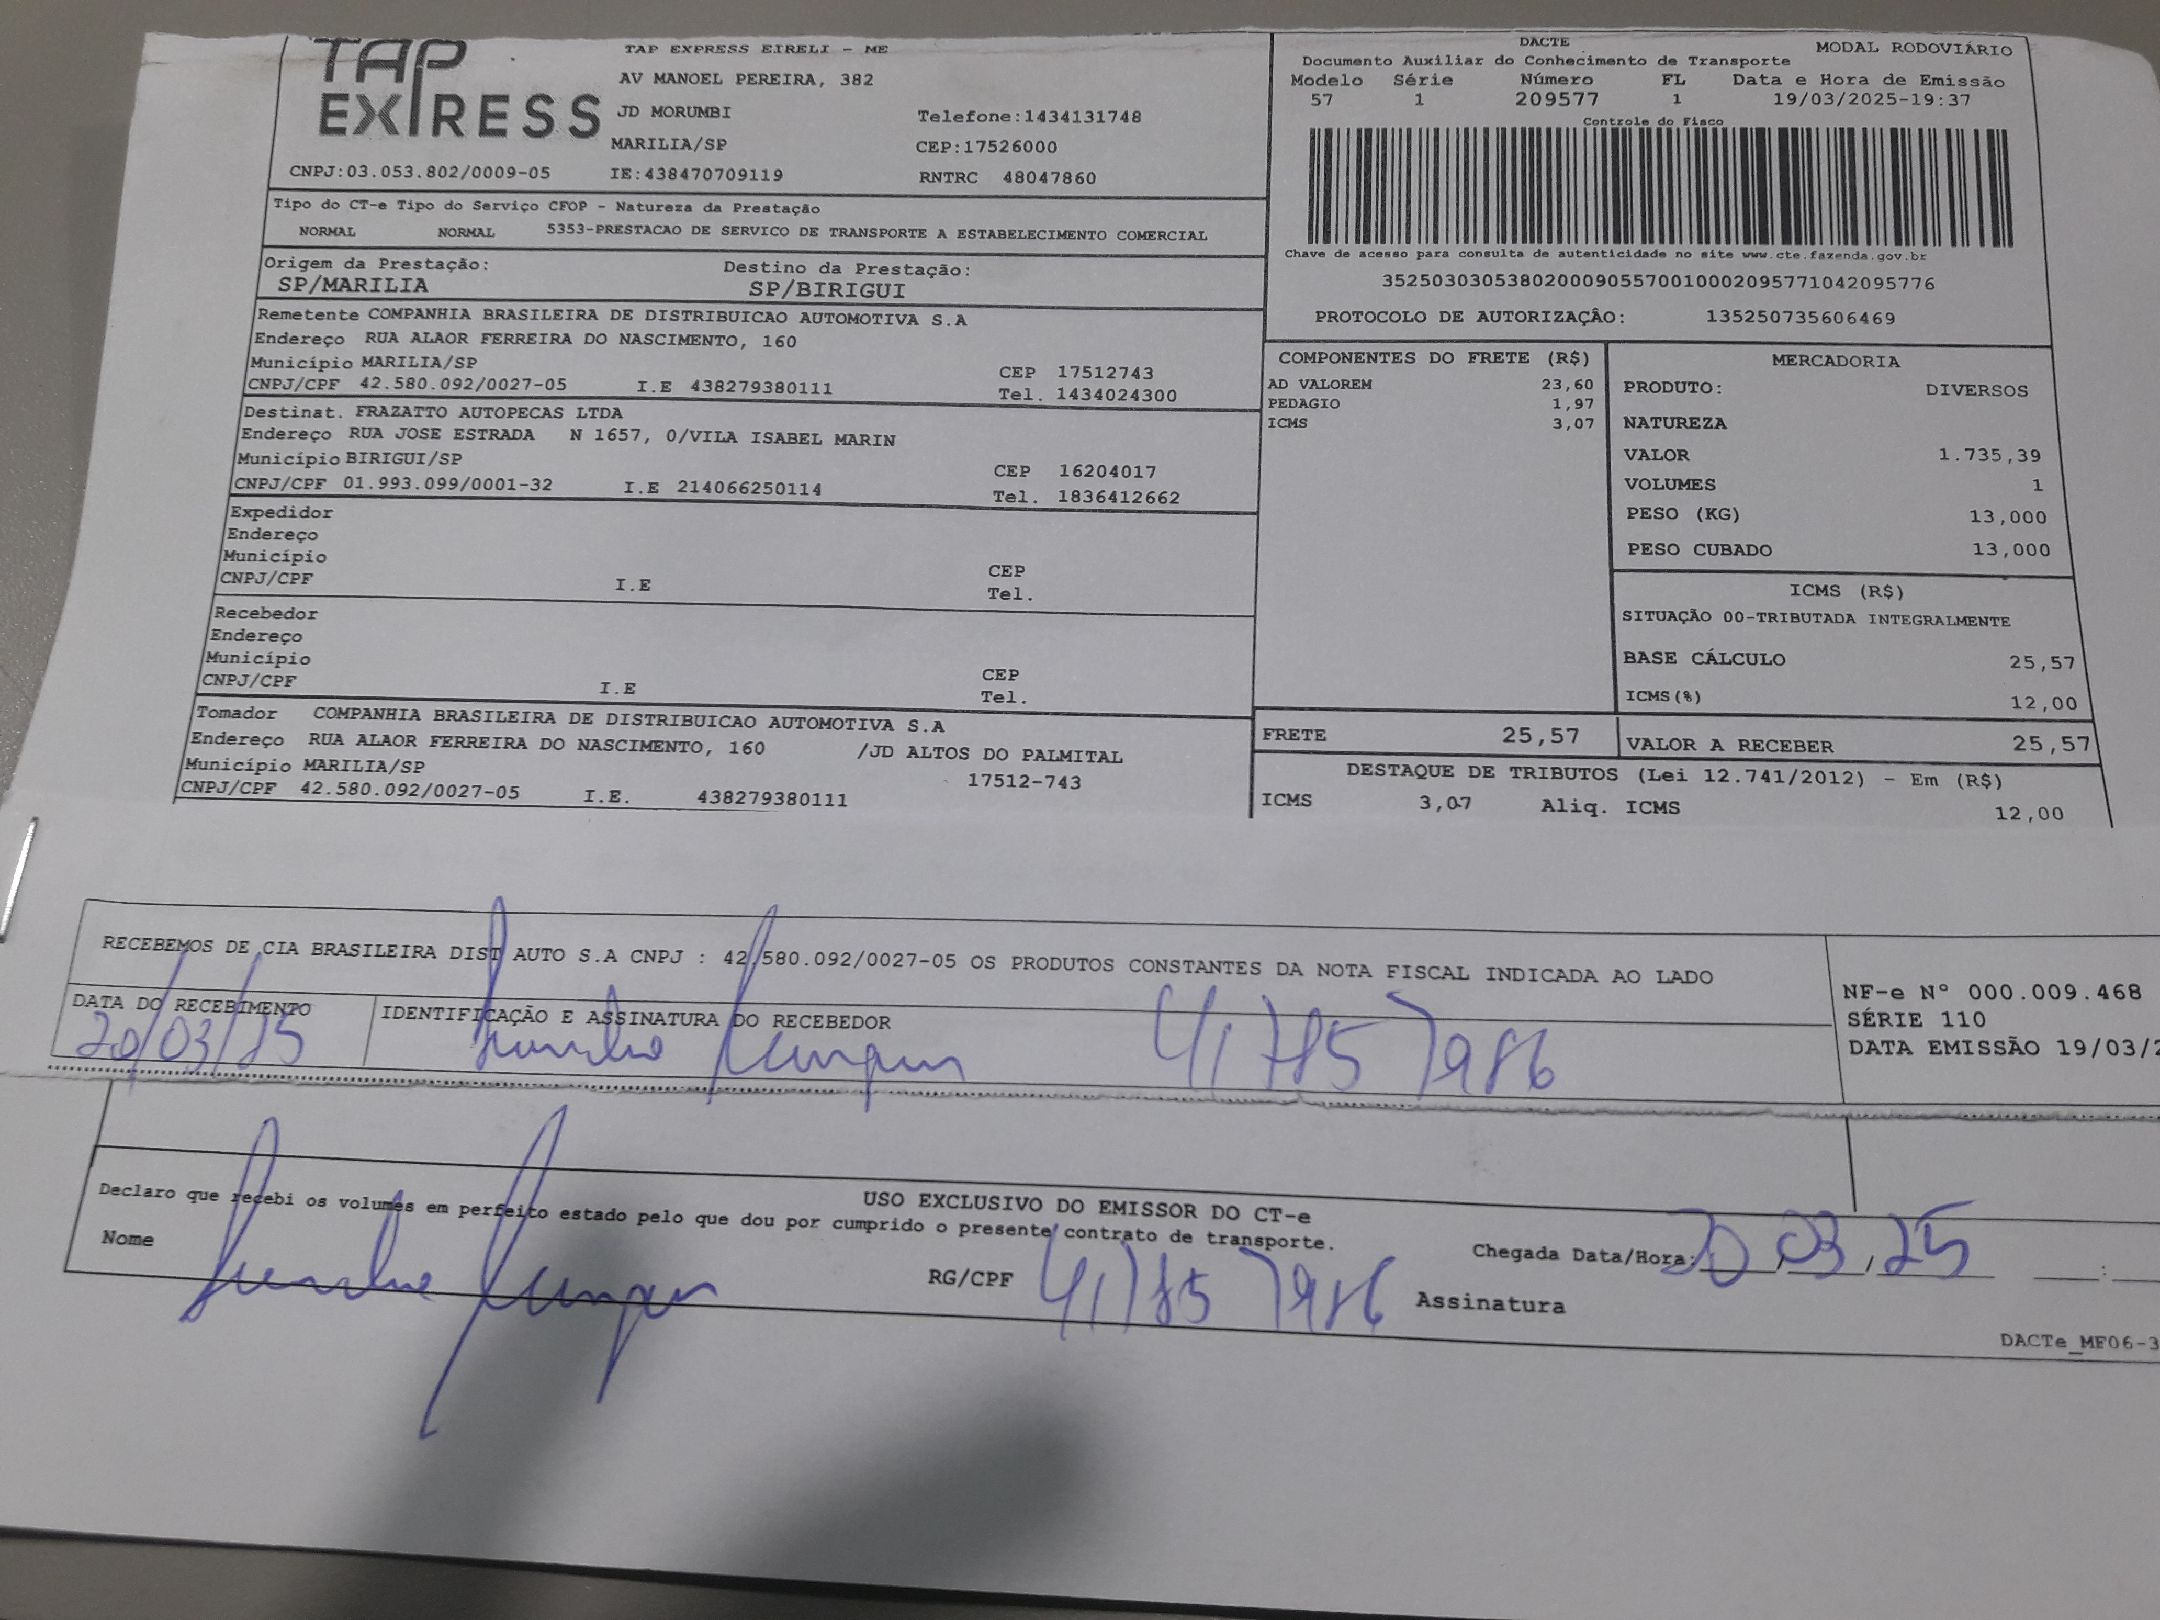 TAP EXPRESS
TAP EXPRESS EIRELI - ME
AV MANOEL PEREIRA, 382
JD MORUMBI Telefone:1434131748
MARILIA/SP CEP:17526000
CNPJ:03.053.802/0009-05 IE:438470709119 RNTRC 48047860
DACTE MODAL RODOVIÁRIO
Documento Auxiliar do Conhecimento de Transporte
Modelo Série Número FL Data e Hora de Emissão
57 1 209577 1 19/03/2025-19:37
Controle do Fisco
Chave de acesso para consulta de autenticidade no site www.cte.fazenda.gov.br
35250303053802000905570010002095771042095776
PROTOCOLO DE AUTORIZAÇÃO: 135250735606469
Tipo do CT-e Tipo do Serviço CFOP - Natureza da Prestação
NORMAL NORMAL 5353-PRESTACAO DE SERVICO DE TRANSPORTE A ESTABELECIMENTO COMERCIAL
Origem da Prestação: Destino da Prestação:
SP/MARILIA SP/BIRIGUI
Remetente COMPANHIA BRASILEIRA DE DISTRIBUICAO AUTOMOTIVA S.A
Endereço RUA ALAOR FERREIRA DO NASCIMENTO, 160
Município MARILIA/SP CEP 17512743
CNPJ/CPF 42.580.092/0027-05 I.E 438279380111 Tel. 1434024300
Destinat. FRAZATTO AUTOPECAS LTDA
Endereço RUA JOSE ESTRADA N 1657, 0/VILA ISABEL MARIN
Município BIRIGUI/SP CEP 16204017
CNPJ/CPF 01.993.099/0001-32 I.E 214066250114 Tel. 1836412662
Expedidor
Endereço
Município CEP
CNPJ/CPF I.E Tel.
Recebedor
Endereço
Município CEP
CNPJ/CPF I.E Tel.
Tomador COMPANHIA BRASILEIRA DE DISTRIBUICAO AUTOMOTIVA S.A
Endereço RUA ALAOR FERREIRA DO NASCIMENTO, 160 /JD ALTOS DO PALMITAL
Município MARILIA/SP 17512-743
CNPJ/CPF 42.580.092/0027-05 I.E. 438279380111
COMPONENTES DO FRETE (R$)
AD VALOREM 23,60
PEDAGIO 1,97
ICMS 3,07
MERCADORIA
PRODUTO: DIVERSOS
NATUREZA
VALOR 1.735,39
VOLUMES 1
PESO (KG) 13,000
PESO CUBADO 13,000
ICMS (R$)
SITUAÇÃO 00-TRIBUTADA INTEGRALMENTE
BASE CÁLCULO 25,57
ICMS(%) 12,00
FRETE 25,57 VALOR A RECEBER 25,57
DESTAQUE DE TRIBUTOS (Lei 12.741/2012) - Em (R$)
ICMS 3,07 Aliq. ICMS 12,00
RECEBEMOS DE CIA BRASILEIRA DIST AUTO S.A CNPJ : 42.580.092/0027-05 OS PRODUTOS CONSTANTES DA NOTA FISCAL INDICADA AO LADO
DATA DO RECEBIMENTO IDENTIFICAÇÃO E ASSINATURA DO RECEBEDOR
20/03/25
NF-e Nº 000.009.468
SÉRIE 110
DATA EMISSÃO 19/03/2
USO EXCLUSIVO DO EMISSOR DO CT-e
Declaro que recebi os volumes em perfeito estado pelo que dou por cumprido o presente contrato de transporte.
Nome RG/CPF Assinatura
Chegada Data/Hora: 20/03/25 :
DACTe_MF06-3